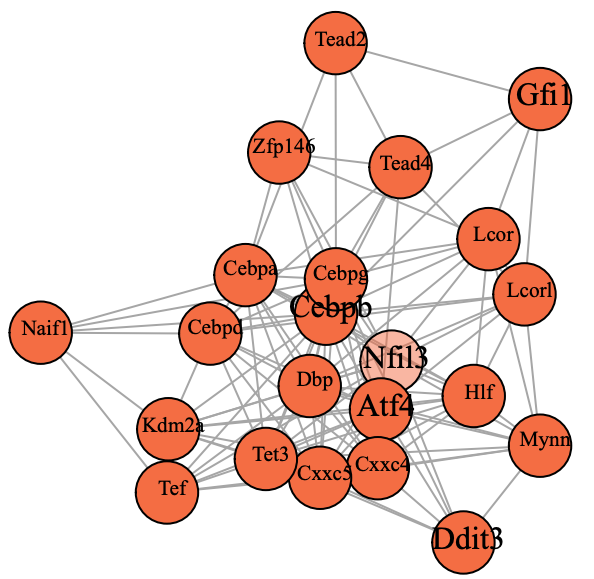 Tead2
Gfi1
Zfp146
Tead4
Lcor
Cebpa
Cebpg
Lcorl
Cebpb
Naif1
Cebpd
Nfil3
Dbp
Hlf
Atf4
Kdm2a
Mynn
Tet3
Cxxc5
Cxxc4
Tef
Ddit3